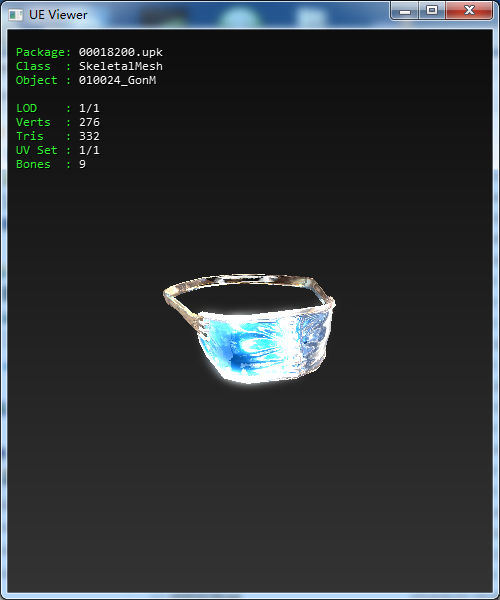 UE Viewer
Package: 00018200.upk
Class : SkeletalMesh
Object : 010024_GonM
LOD : 1/1
Verts : 276
Tris : 332
UV Set : 1/1
Bones : 9